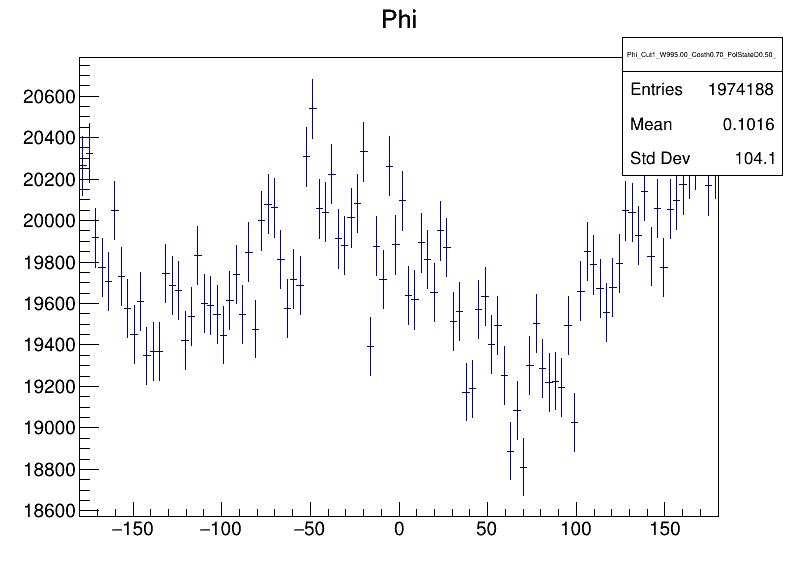 Phi
Phi_Cut1_W995.00_Costh0.70_PolStateD0.50_
Entries 1974188
Mean 0.1016
Std Dev 104.1
20600
20400
20200
20000
19800
19600
19400
19200
19000
18800
18600
−150 −100 −50 0 50 100 150